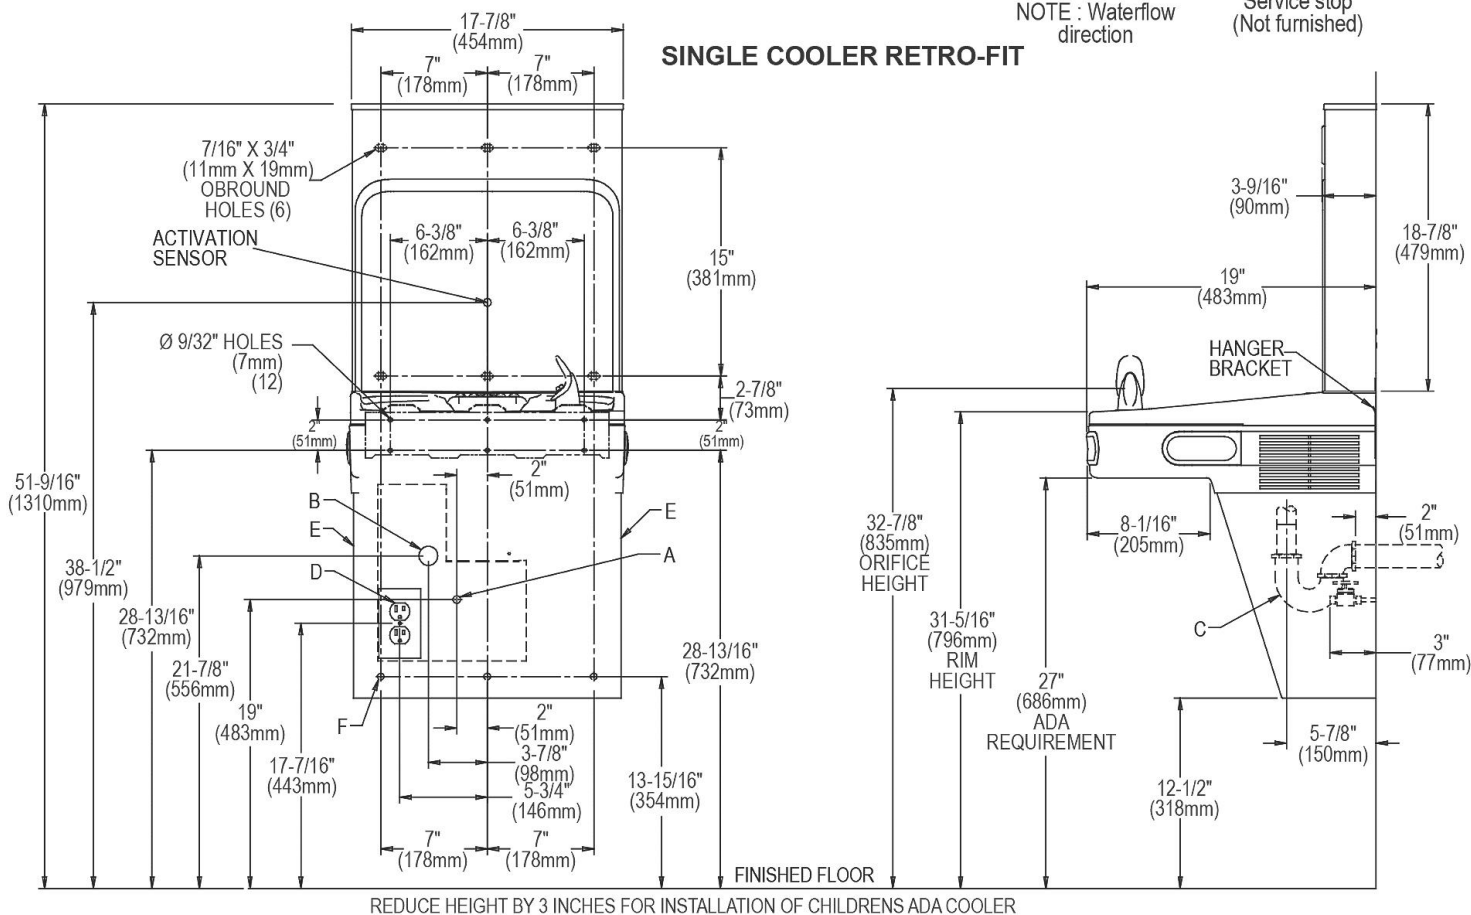 NOTE : Waterflow
direction
Service stop
(Not furnished)
SINGLE COOLER RETRO-FIT
17-7/8"
(454mm)
7"
(178mm)
7"
(178mm)
7/16" X 3/4"
(11mm X 19mm)
OBROUND
HOLES (6)
ACTIVATION
SENSOR
6-3/8"
(162mm)
6-3/8"
(162mm)
15"
(381mm)
Ø 9/32" HOLES
(7mm)
(12)
2-7/8"
(73mm)
2"
(51mm)
2"
(51mm)
2"
(51mm)
51-9/16"
(1310mm)
B
E
E
A
D
38-1/2"
(979mm)
28-13/16"
(732mm)
21-7/8"
(556mm)
19"
(483mm)
17-7/16"
(443mm)
F
2"
(51mm)
3-7/8"
(98mm)
5-3/4"
(146mm)
7"
(178mm)
7"
(178mm)
28-13/16"
(732mm)
13-15/16"
(354mm)
3-9/16"
(90mm)
18-7/8"
(479mm)
19"
(483mm)
HANGER
BRACKET
32-7/8"
(835mm)
ORIFICE
HEIGHT
8-1/16"
(205mm)
2"
(51mm)
31-5/16"
(796mm)
RIM
HEIGHT
C
3"
(77mm)
27"
(686mm)
ADA
REQUIREMENT
5-7/8"
(150mm)
12-1/2"
(318mm)
FINISHED FLOOR
REDUCE HEIGHT BY 3 INCHES FOR INSTALLATION OF CHILDRENS ADA COOLER